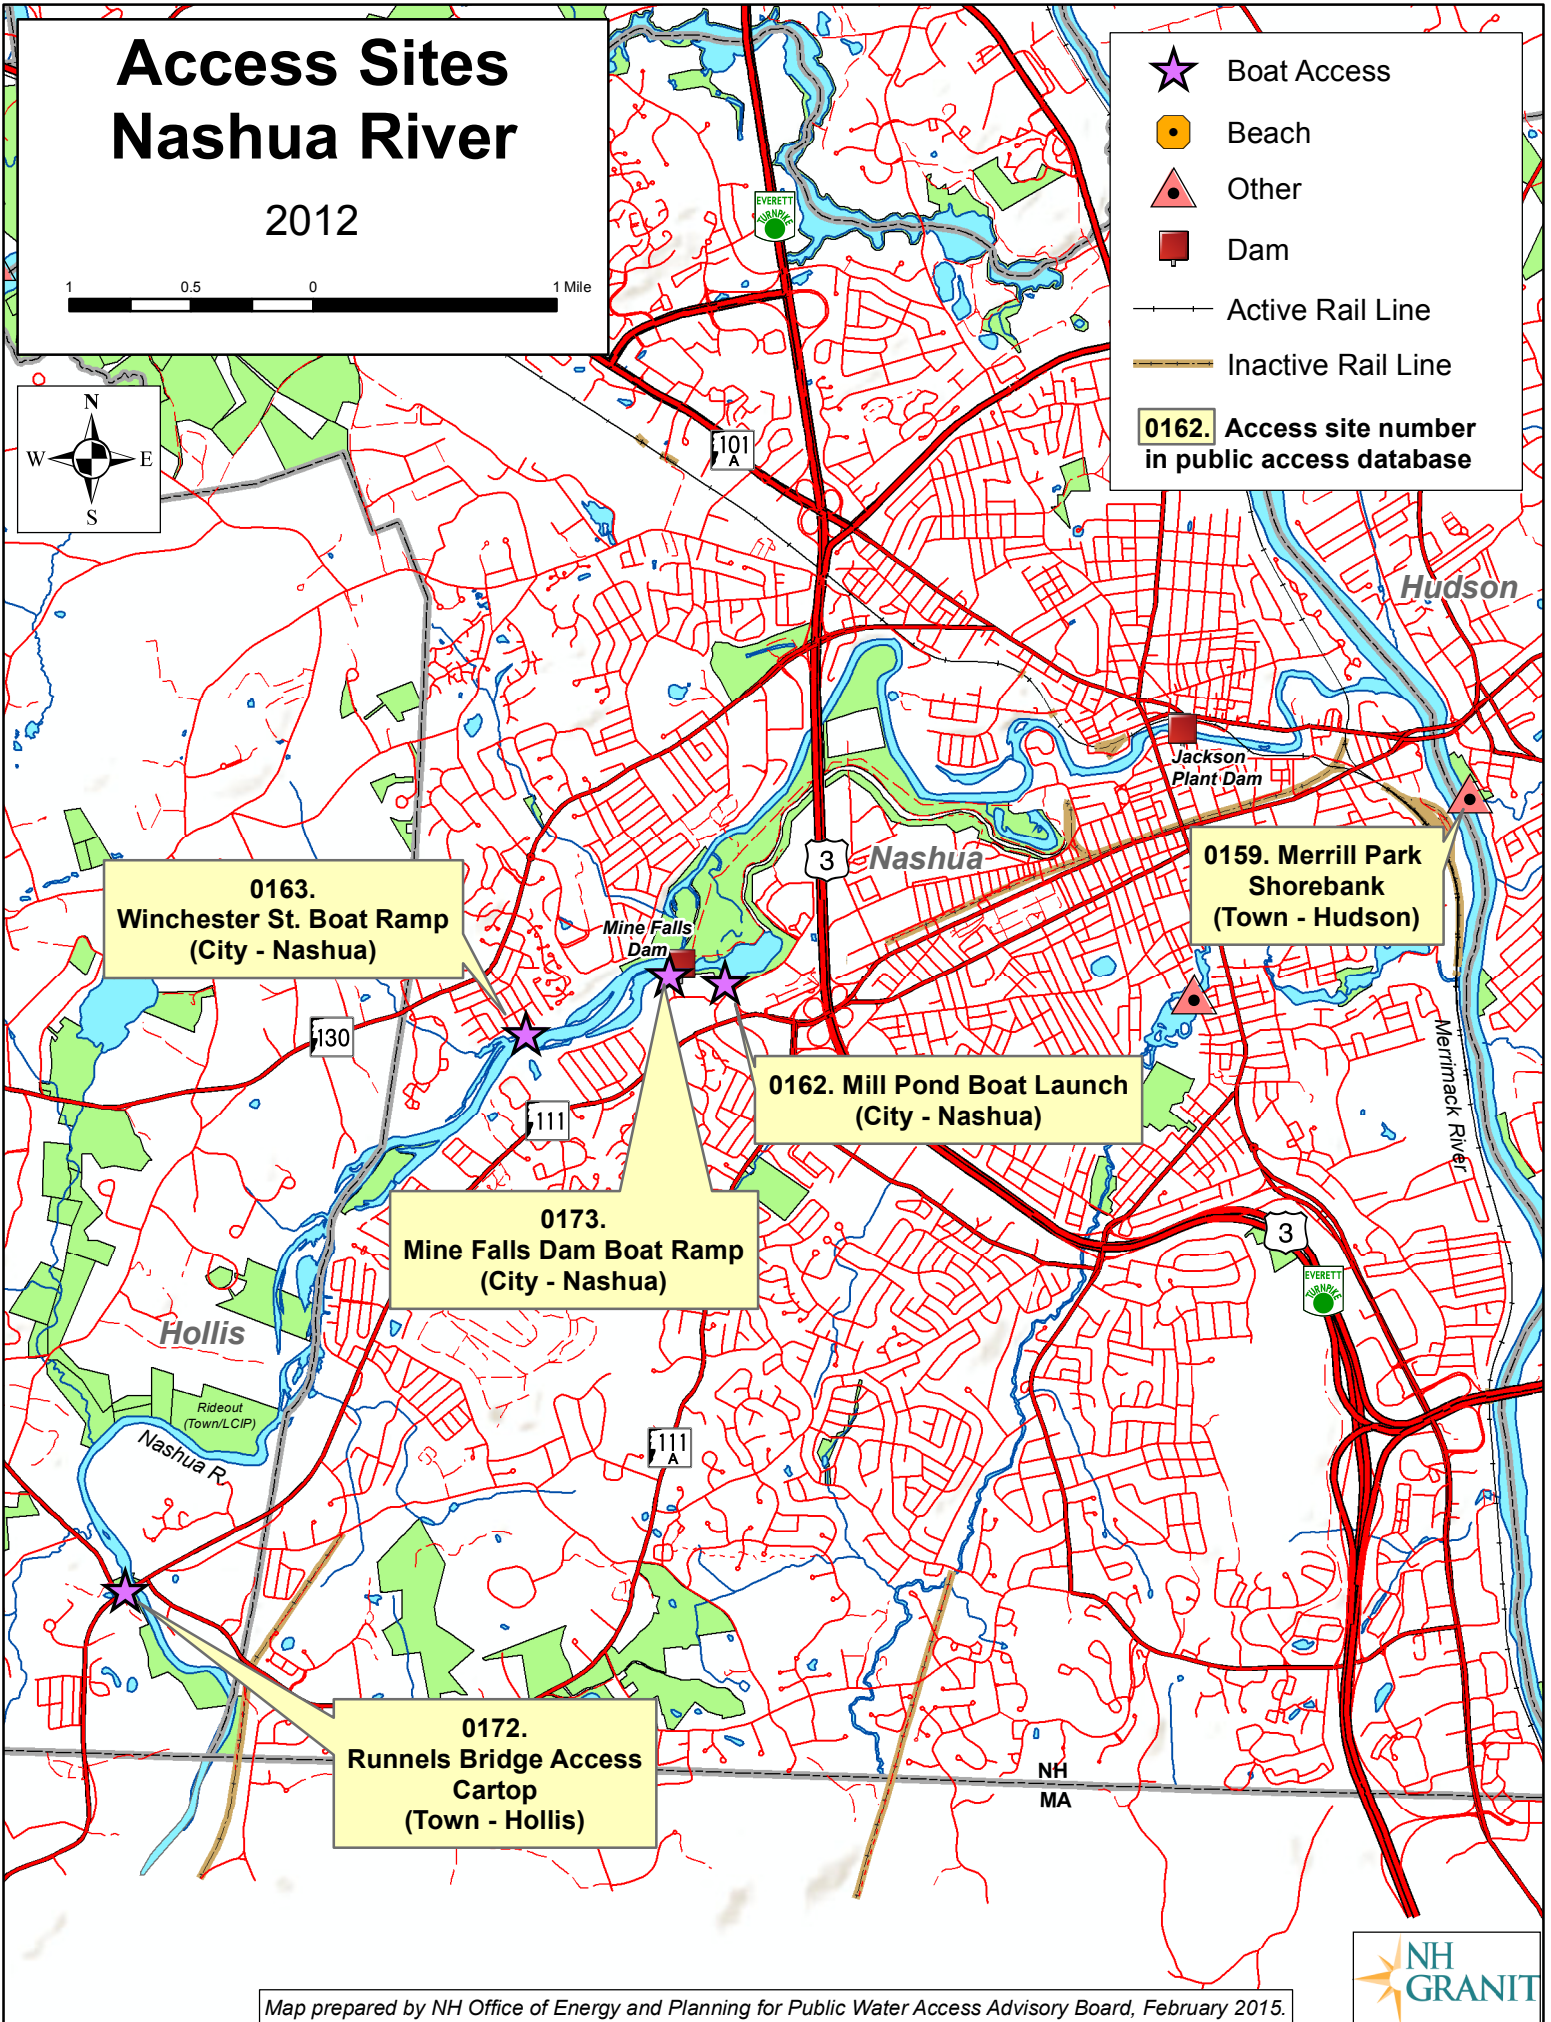 Access Sites
Nashua River
2012
1 0.5 0 1 Mile
N
W E
S
Boat Access
Beach
Other
Dam
Active Rail Line
Inactive Rail Line
0162. Access site number
in public access database
EVERETT
TURNPIKE
101
A
Hudson
Jackson
Plant Dam
3
Nashua
0159. Merrill Park
Shorebank
(Town - Hudson)
0163.
Winchester St. Boat Ramp
(City - Nashua)
Mine Falls
Dam
130
111
0162. Mill Pond Boat Launch
(City - Nashua)
Merrimack River
0173.
Mine Falls Dam Boat Ramp
(City - Nashua)
3
EVERETT
TURNPIKE
Hollis
Rideout
(Town/LCIP)
Nashua R.
111
A
0172.
Runnels Bridge Access
Cartop
(Town - Hollis)
NH
MA
NH
GRANIT
Map prepared by NH Office of Energy and Planning for Public Water Access Advisory Board, February 2015.